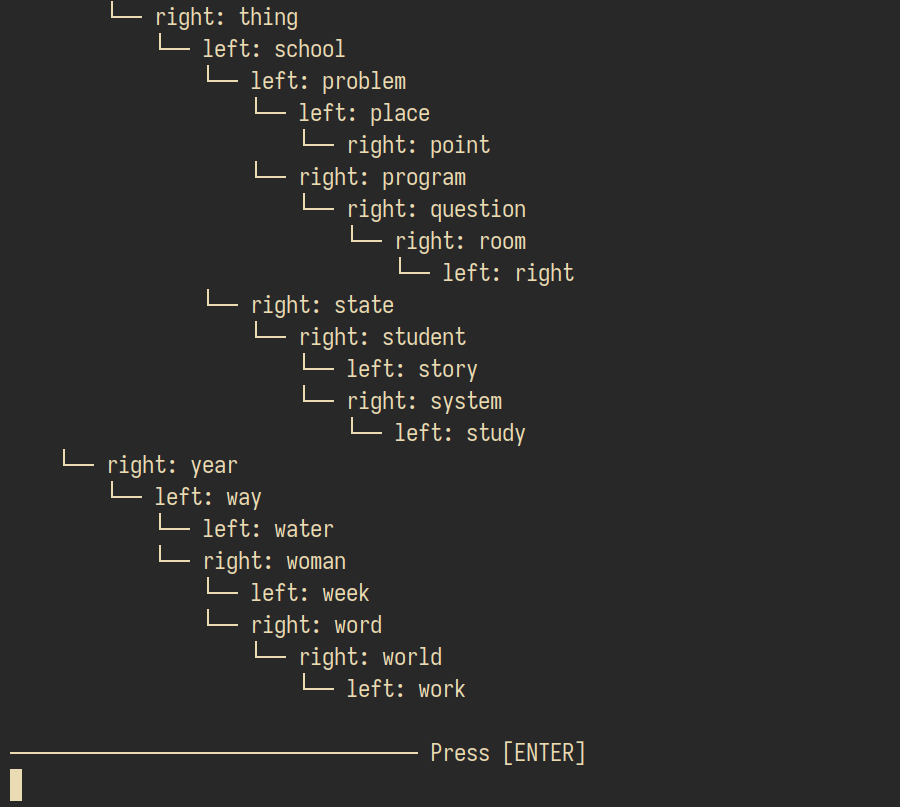 └── right: thing
└── left: school
└── left: problem
└── left: place
└── right: point
└── right: program
└── right: question
└── right: room
└── left: right
└── right: state
└── right: student
└── left: story
└── right: system
└── left: study
└── right: year
└── left: way
└── left: water
└── right: woman
└── left: week
└── right: word
└── right: world
└── left: work
────────────────────────────────── Press [ENTER]